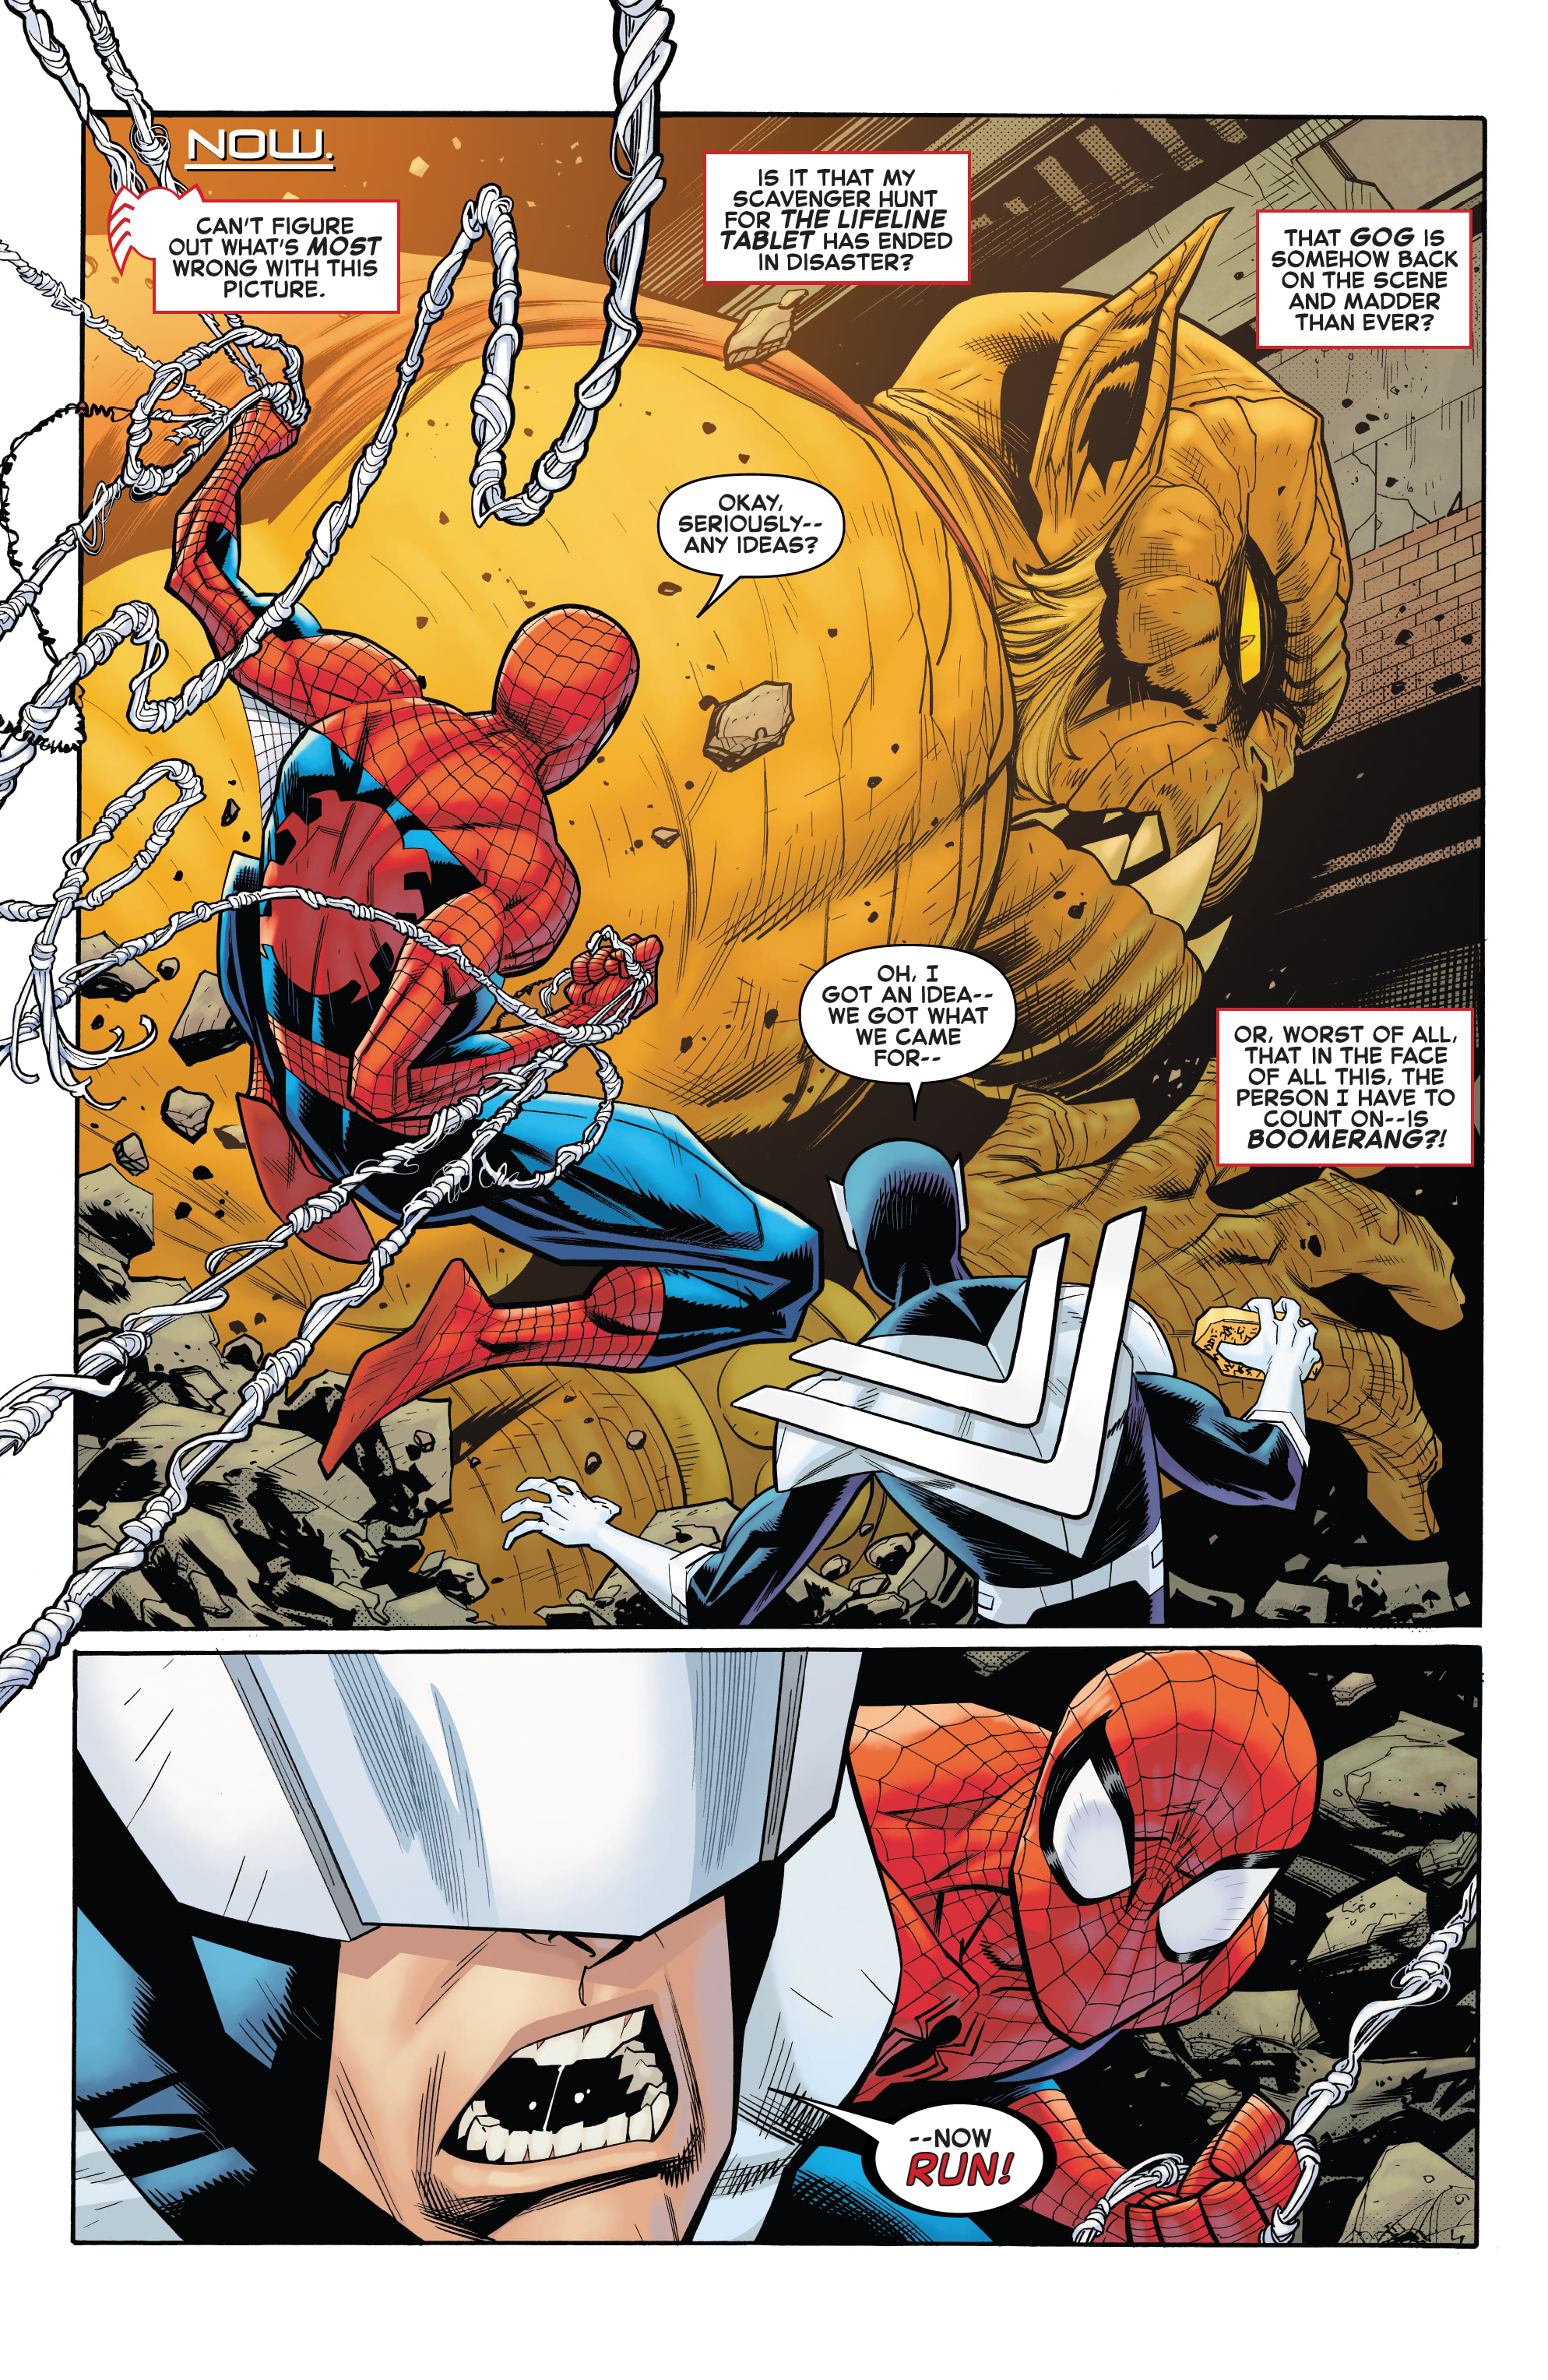 NOW.
CAN'T FIGURE
OUT WHAT'S MOST
WRONG WITH THIS
PICTURE.
IS IT THAT MY
SCAVENGER HUNT
FOR THE LIFELINE
TABLET HAS ENDED
IN DISASTER?
THAT GOG IS
SOMEHOW BACK
ON THE SCENE
AND MADDER
THAN EVER?
OKAY,
SERIOUSLY--
ANY IDEAS?
OH, I
GOT AN IDEA--
WE GOT WHAT
WE CAME
FOR--
OR, WORST OF ALL,
THAT IN THE FACE
OF ALL THIS, THE
PERSON I HAVE TO
COUNT ON--IS
BOOMERANG?!
--NOW
RUN!